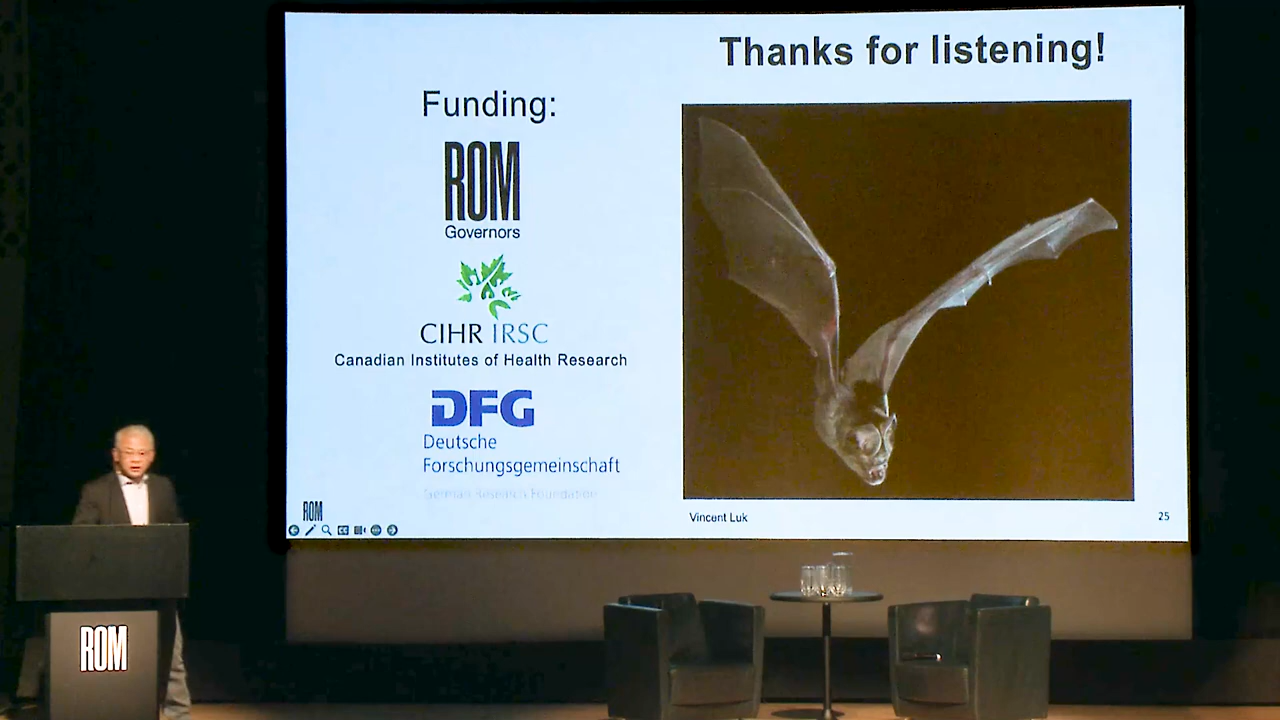 Thanks for listening!
Funding:
ROM
Governors
CIHR IRSC
Canadian Institutes of Health Research
DFG
Deutsche
Forschungsgemeinschaft
German Research Foundation
ROM
Vincent Luk
25
ROM